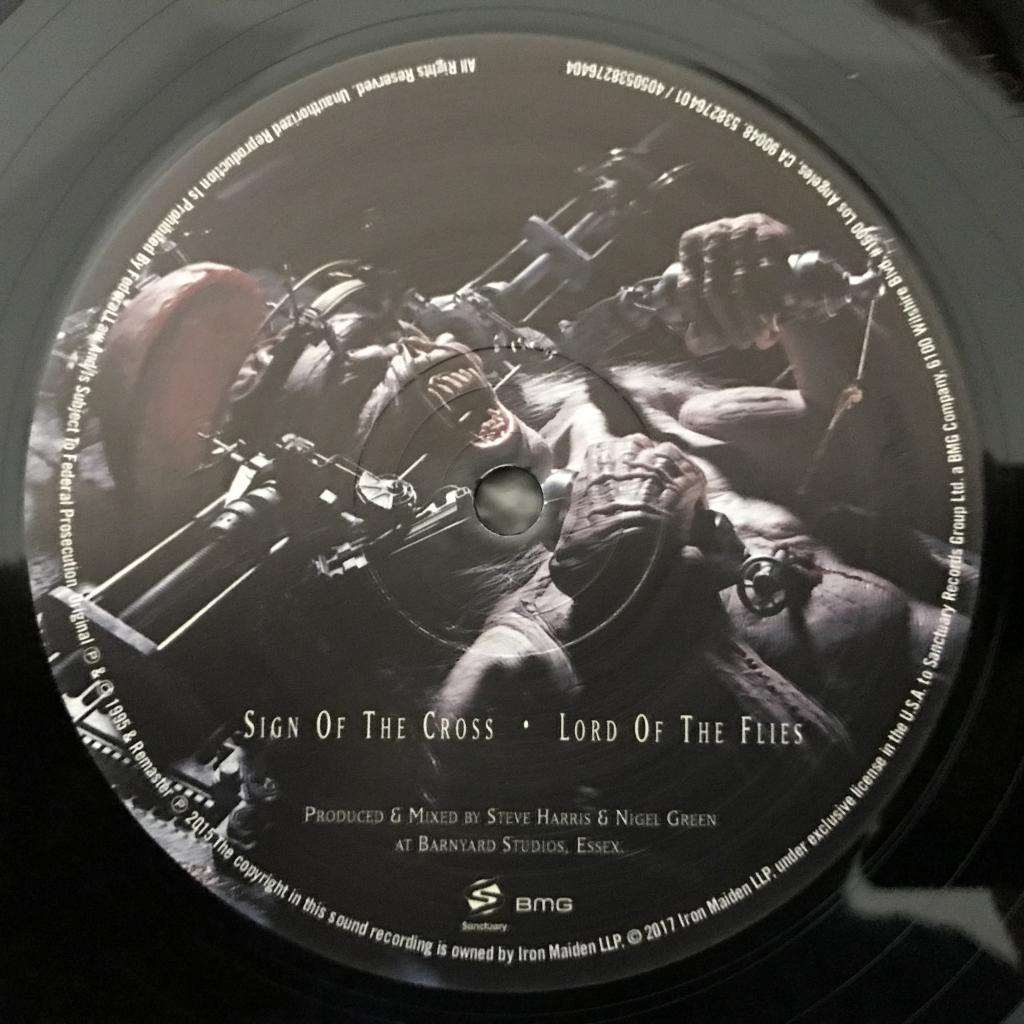 SIGN OF THE CROSS • LORD OF THE FLIES
PRODUCED & MIXED BY STEVE HARRIS & NIGEL GREEN
AT BARNYARD STUDIOS, ESSEX.
Sanctuary
BMG
All Rights Reserved. Unauthorized Reproduction Is Prohibited By Federal Law And Is Subject To Federal Prosecution. Original ℗ & © 1995 & Remaster ℗ 2015 The copyright in this sound recording is owned by Iron Maiden LLP. © 2017 Iron Maiden LLP. under exclusive license in the U.S.A. to Sanctuary Records Group Ltd. a BMG Company, 6100 Wilshire Blvd. #1600 Los Angeles, CA 90048. 538276401 / 4050538276404